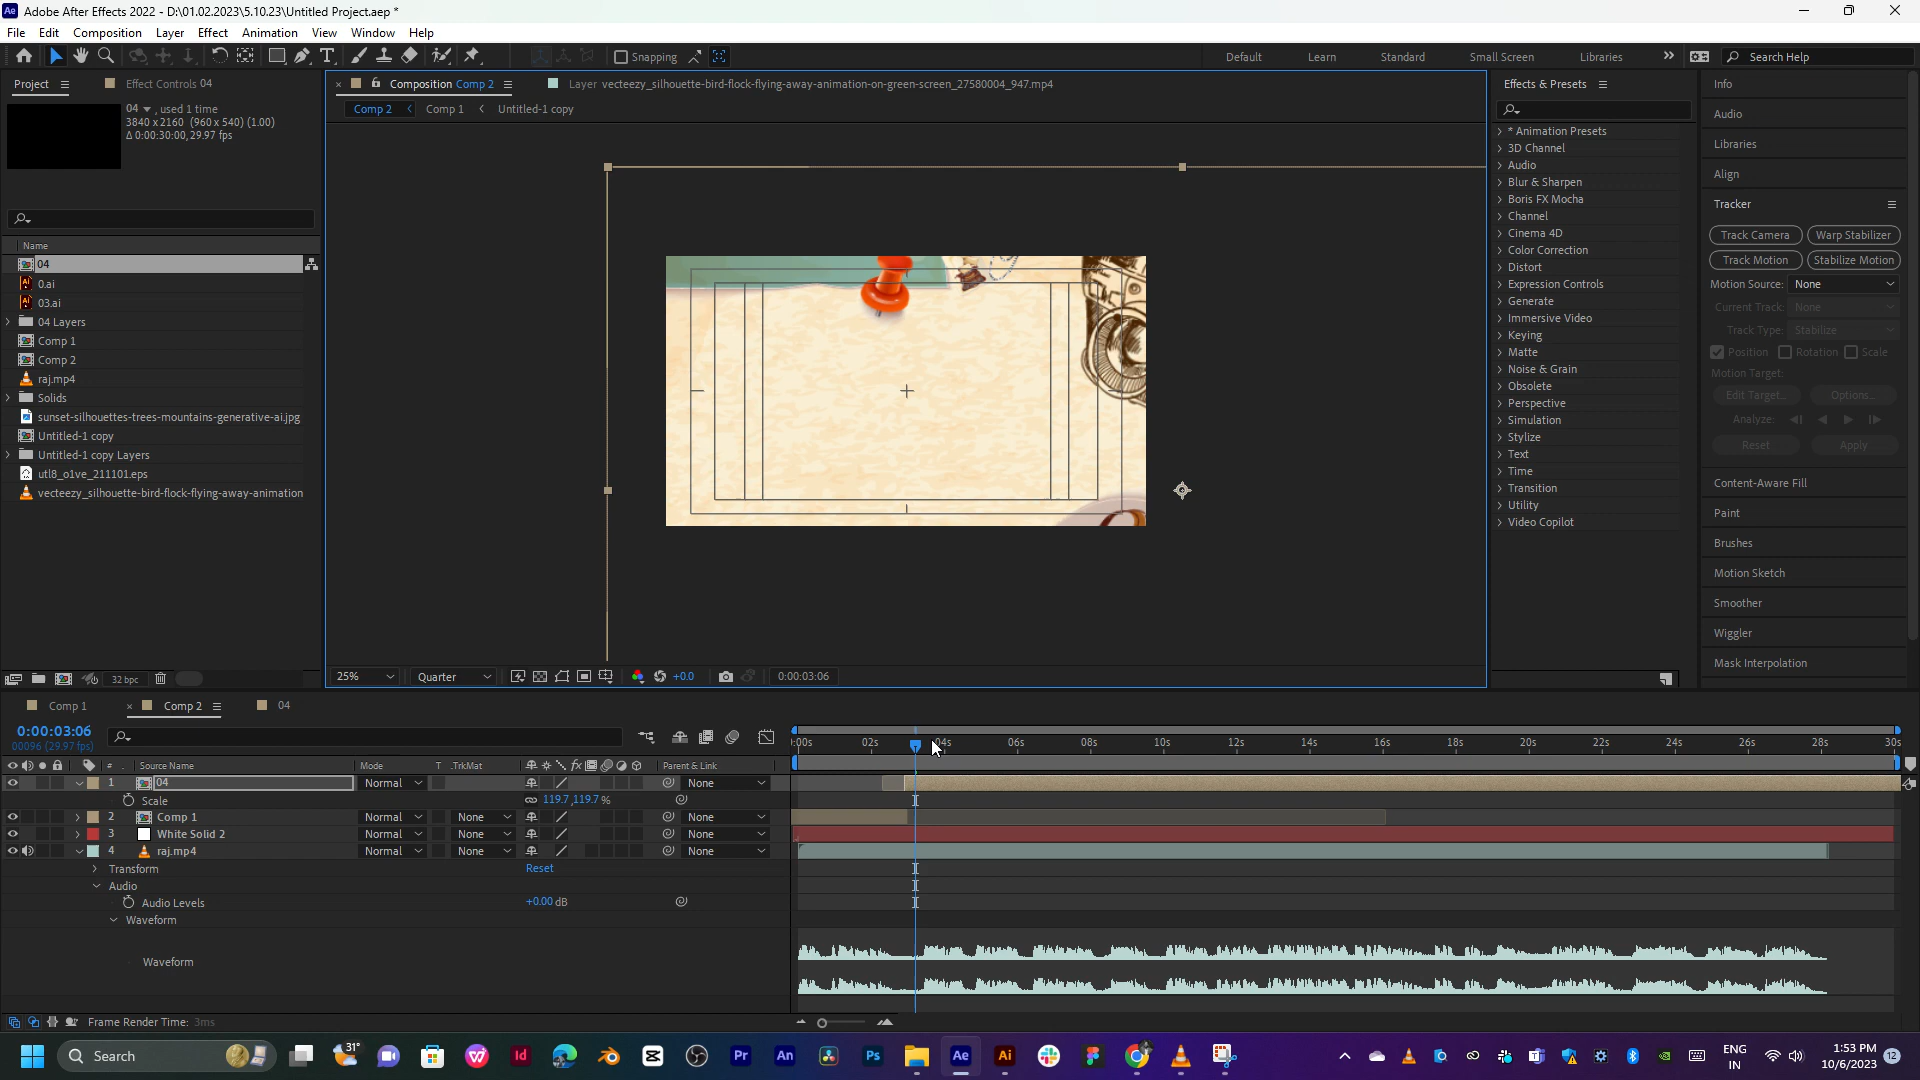 Adobe After Effects 2022 - D:\01.02.2023\5.10.23\Untitled Project.aep *
File Edit Composition Layer Effect Animation View Window Help
Snapping
Default Learn Standard Small Screen Libraries Search Help
Project Effect Controls 04
04 , used 1 time
3840 x 2160 (960 x 540) (1.00)
Δ 0:00:30:00, 29.97 fps
Name
04
0.ai
03.ai
04 Layers
Comp 1
Comp 2
raj.mp4
Solids
sunset-silhouettes-trees-mountains-generative-ai.jpg
Untitled-1 copy
Untitled-1 copy Layers
utl8_o1ve_211101.eps
vecteezy_silhouette-bird-flock-flying-away-animation
32 bpc
Composition Comp 2 Layer vecteezy_silhouette-bird-flock-flying-away-animation-on-green-screen_27580004_947.mp4
Comp 2 Comp 1 Untitled-1 copy
25% Quarter +0.0 0:00:03:06
Effects & Presets
* Animation Presets
3D Channel
Audio
Blur & Sharpen
Boris FX Mocha
Channel
Cinema 4D
Color Correction
Distort
Expression Controls
Generate
Immersive Video
Keying
Matte
Noise & Grain
Obsolete
Perspective
Simulation
Stylize
Text
Time
Transition
Utility
Video Copilot
Info
Audio
Libraries
Align
Tracker
Track Camera Warp Stabilizer
Track Motion Stabilize Motion
Motion Source: None
Current Track: None
Track Type: Stabilize
Position Rotation Scale
Motion Target:
Edit Target... Options...
Analyze:
Reset Apply
Content-Aware Fill
Paint
Brushes
Motion Sketch
Smoother
Wiggler
Mask Interpolation
Comp 1 Comp 2 04
0:00:03:06
00096 (29.97 fps)
:00s 02s 04s 06s 08s 10s 12s 14s 16s 18s 20s 22s 24s 26s 28s 30s
# Source Name Mode T .TrkMat Parent & Link
1 04 Normal None
Scale 119.7,119.7%
2 Comp 1 Normal None None
3 White Solid 2 Normal None None
4 raj.mp4 Normal None None
Transform Reset
Audio
Audio Levels +0.00 dB
Waveform
Waveform
Frame Render Time: 3ms
Search 31° ENG IN 1:53 PM 10/6/2023 12